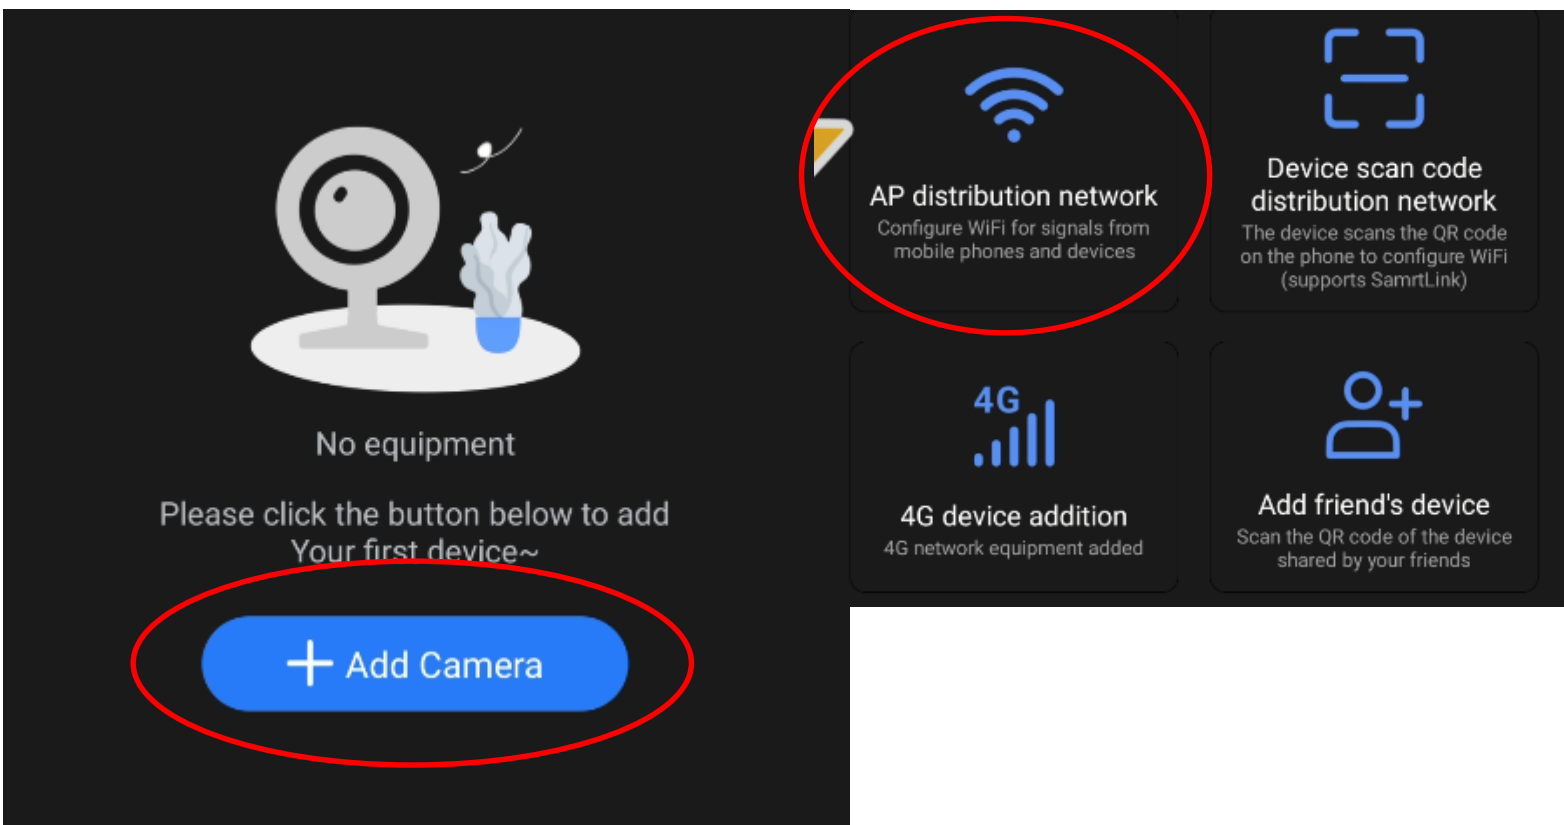 No equipment
Please click the button below to add
Your first device~
Add Camera
AP distribution network
Configure WiFi for signals from
mobile phones and devices
Device scan code
distribution network
The device scans the QR code
on the phone to configure WiFi
(supports SamrtLink)
4G
4G device addition
4G network equipment added
Add friend's device
Scan the QR code of the device
shared by your friends